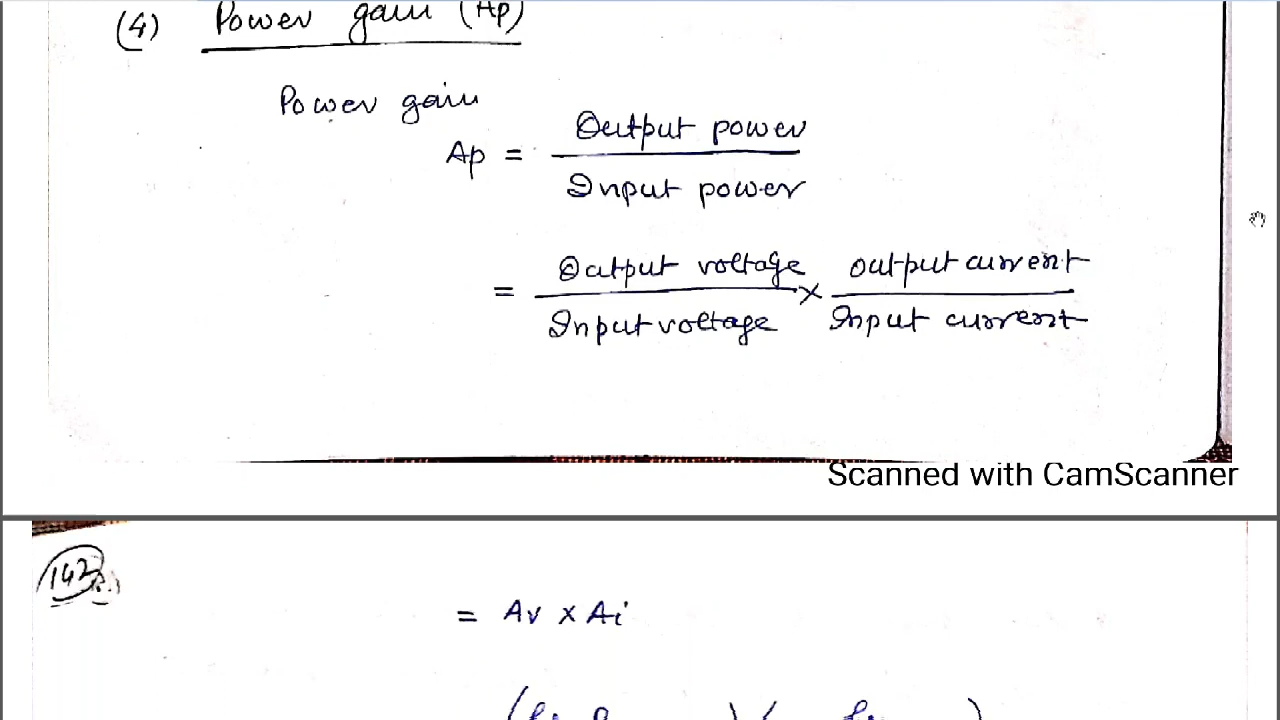 (4) Power gain (Ap)
Power gain
Ap = Output power / Input power
= Output voltage / Input voltage × output current / Input current
Scanned with CamScanner
142
= Av × Ai